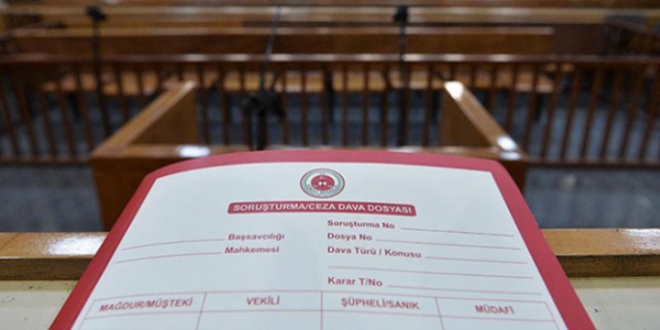 SORUŞTURMA/CEZA DAVA DOSYASI
Başsavcılığı
Mahkemesi
Soruşturma No
Dosya No
Dava Türü / Konusu
Karar T/No
MAĞDUR/MÜŞTEKİ VEKİLİ ŞÜPHELİ/SANIK MÜDAFİ